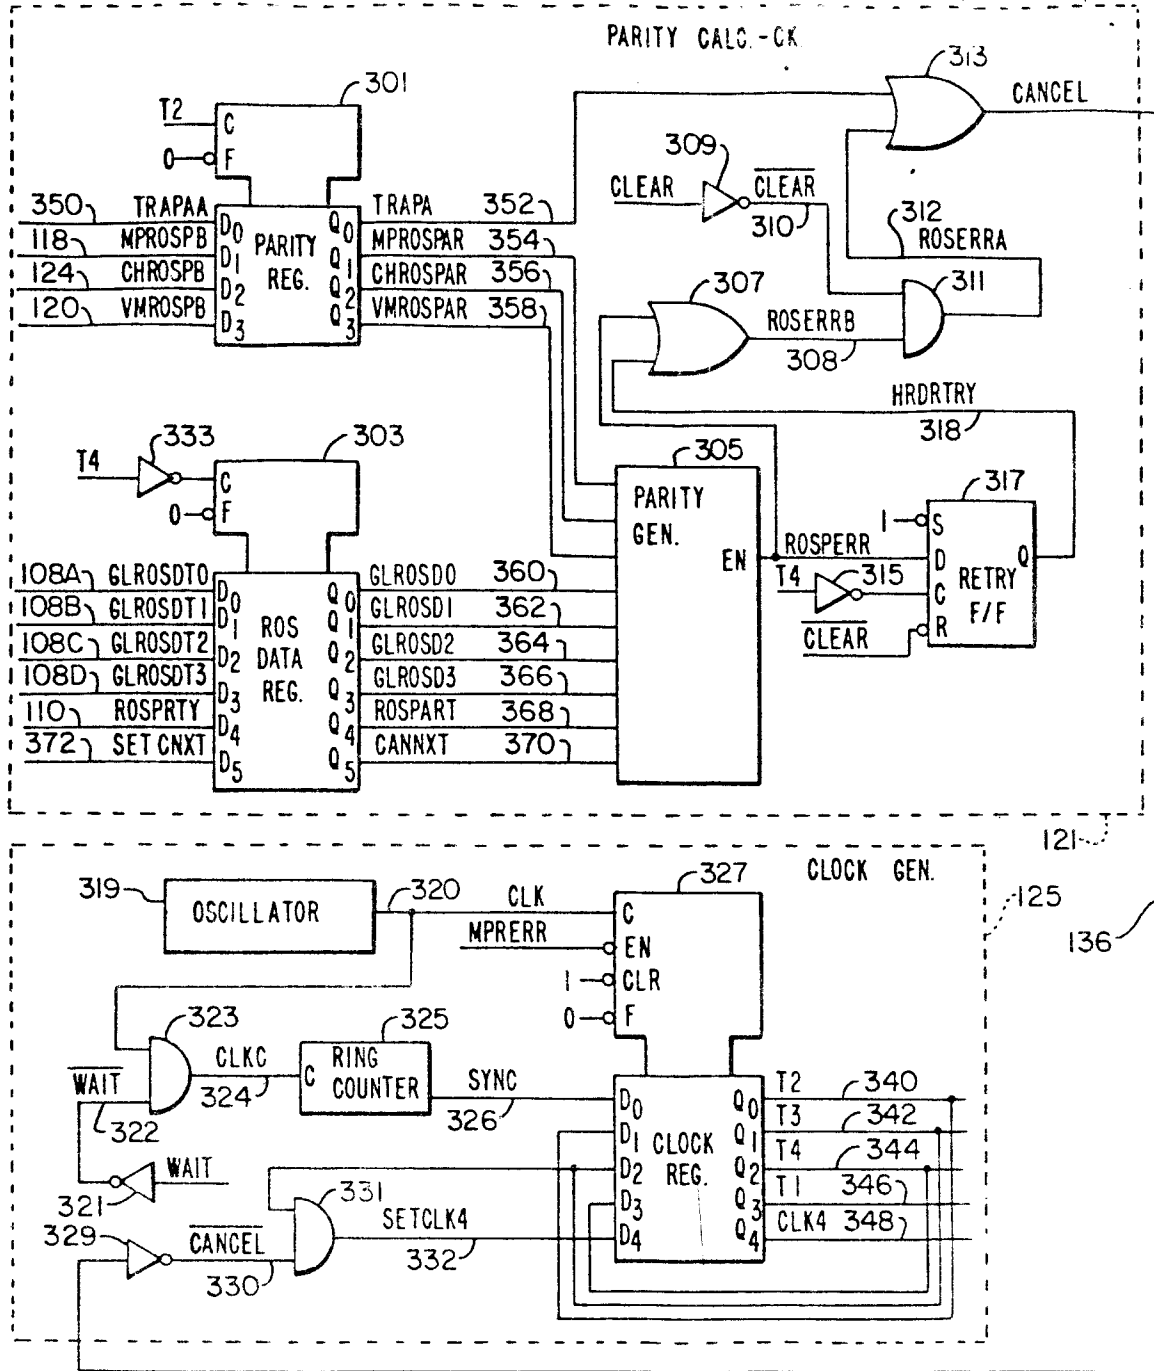 PARITY CALC.-CK.
301
T2
C
0
F
350 TRAPAA D0
118 MPROSPB D1
124 CHROSPB D2
120 VMROSPB D3
PARITY REG.
Q0 TRAPA 352
Q1 MPROSPAR 354
Q2 CHROSPAR 356
Q3 VMROSPAR 358
313
CANCEL
309
CLEAR
CLEAR
310
312
ROSERRA
311
307
ROSERRB
308
HRDRTRY
318
333
T4
303
C
0
F
108A GLROSDT0 D0
108B GLROSDT1 D1
108C GLROSDT2 D2
108D GLROSDT3 D3
110 ROSPRTY D4
372 SET CNXT D5
ROS DATA REG.
Q0 GLROSD0 360
Q1 GLROSD1 362
Q2 GLROSD2 364
Q3 GLROSD3 366
Q4 ROSPART 368
Q5 CANNXT 370
305
PARITY GEN.
EN
ROSPERR
T4
315
CLEAR
317
1
S
D
C
R
Q
RETRY F/F
121
CLOCK GEN.
125
136
319
OSCILLATOR
320
CLK
MPRERR
1
0
327
C
EN
CLR
F
323
WAIT
322
CLKC
324
325
C
RING COUNTER
SYNC
326
321
WAIT
329
CANCEL
330
331
SETCLK4
332
D0
D1
D2
D3
D4
CLOCK REG.
Q0 T2 340
Q1 T3 342
Q2 T4 344
Q3 T1 346
Q4 CLK4 348